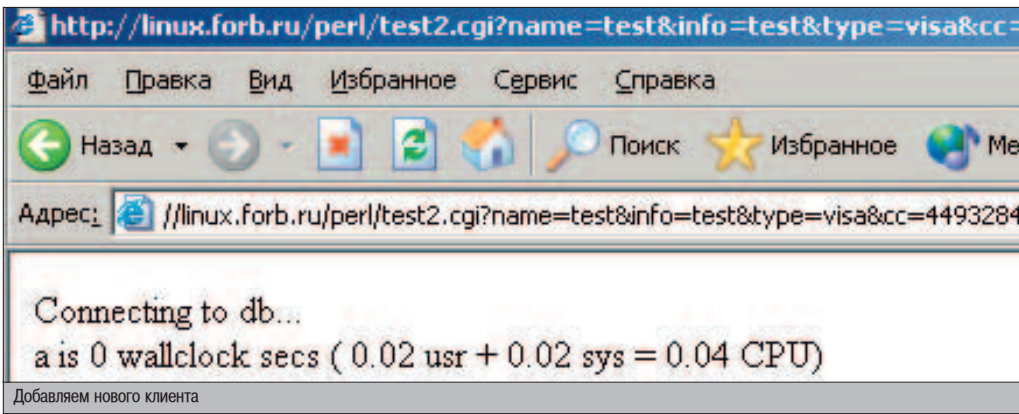 http://linux.forb.ru/perl/test2.cgi?name=test&info=test&type=visa&cc=
Файл Правка Вид Избранное Сервис Справка
Назад Поиск Избранное
Адрес: //linux.forb.ru/perl/test2.cgi?name=test&info=test&type=visa&cc=4493284
Connecting to db...
a is 0 wallclock secs ( 0.02 usr + 0.02 sys = 0.04 CPU)
Добавляем нового клиента